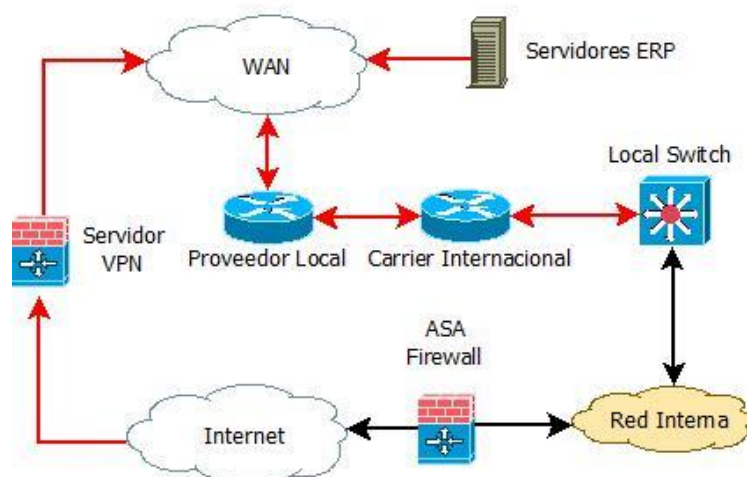 WAN
Servidores ERP
Local Switch
Servidor
VPN
Proveedor Local
Carrier Internacional
ASA
Firewall
Internet
Red Interna